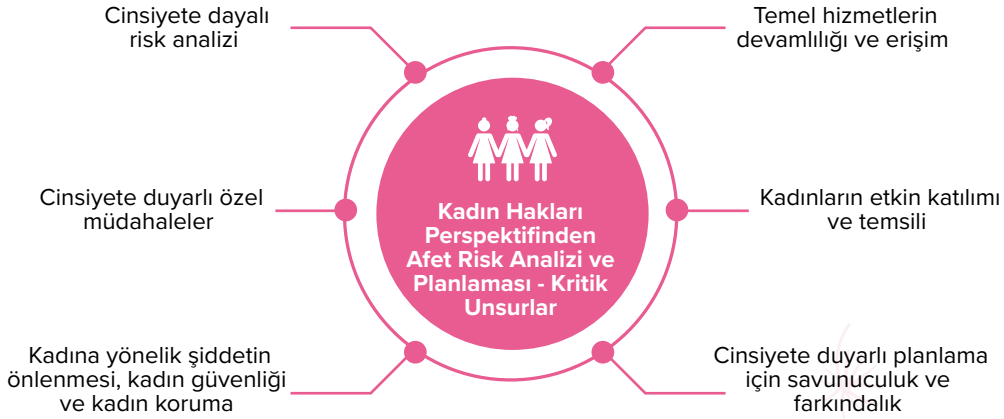 Cinsiyete dayalı
risk analizi
Temel hizmetlerin
devamlılığı ve erişim
Cinsiyete duyarlı özel
müdahaleler
Kadın Hakları
Perspektifinden
Afet Risk Analizi ve
Planlaması - Kritik
Unsurlar
Kadınların etkin katılımı
ve temsili
Kadına yönelik şiddetin
önlenmesi, kadın güvenliği
ve kadın koruma
Cinsiyete duyarlı planlama
için savunuculuk ve
farkındalık